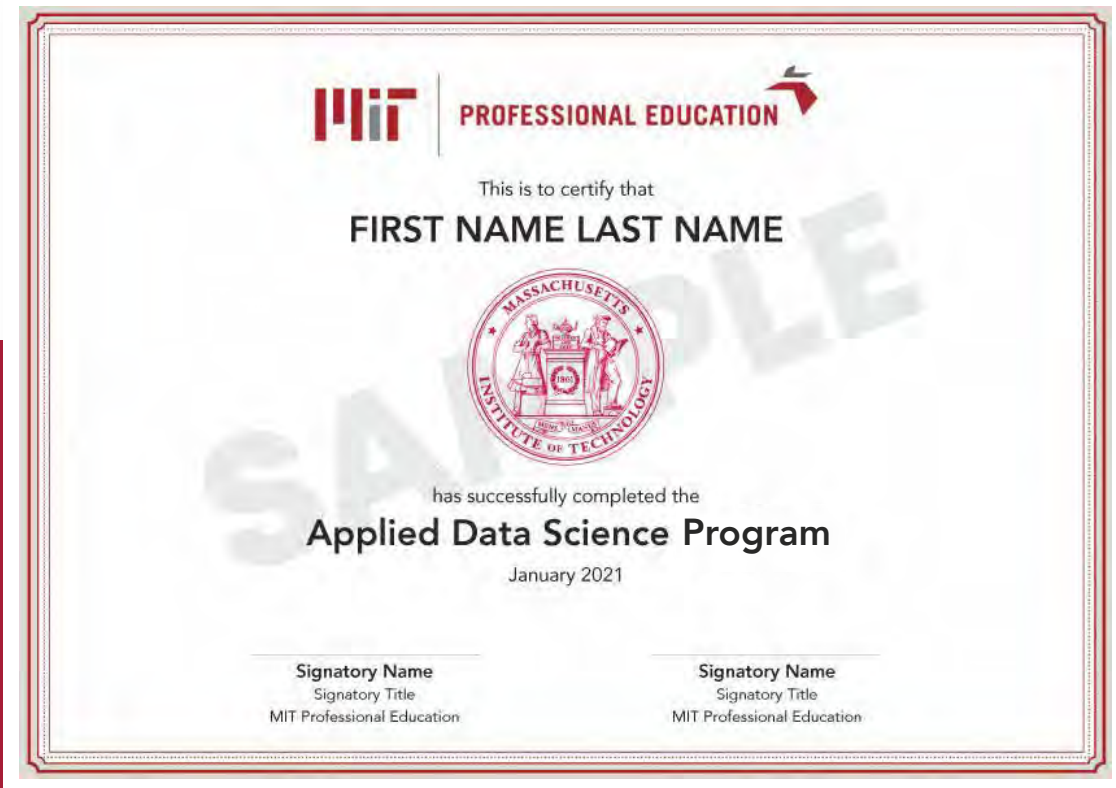 MIT
PROFESSIONAL EDUCATION
This is to certify that
FIRST NAME LAST NAME
SAMPLE
MASSACHUSETTS
INSTITUTE OF TECHNOLOGY
1861
has successfully completed the
Applied Data Science Program
January 2021
Signatory Name
Signatory Title
MIT Professional Education
Signatory Name
Signatory Title
MIT Professional Education